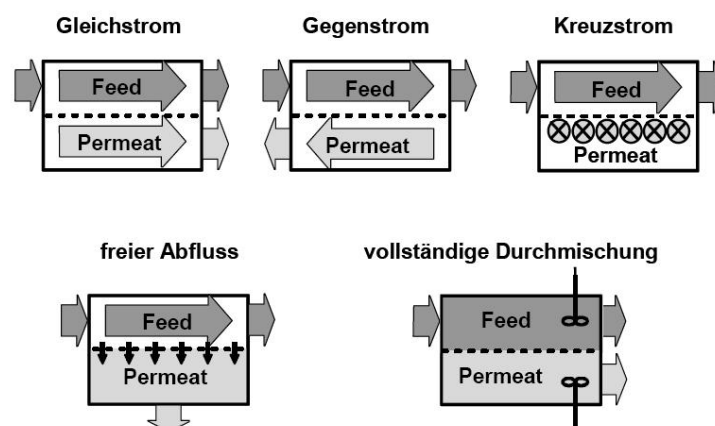 Gleichstrom
Gegenstrom
Kreuzstrom
Feed
Permeat
Feed
Permeat
Feed
Permeat
freier Abfluss
vollständige Durchmischung
Feed
Permeat
Feed
Permeat